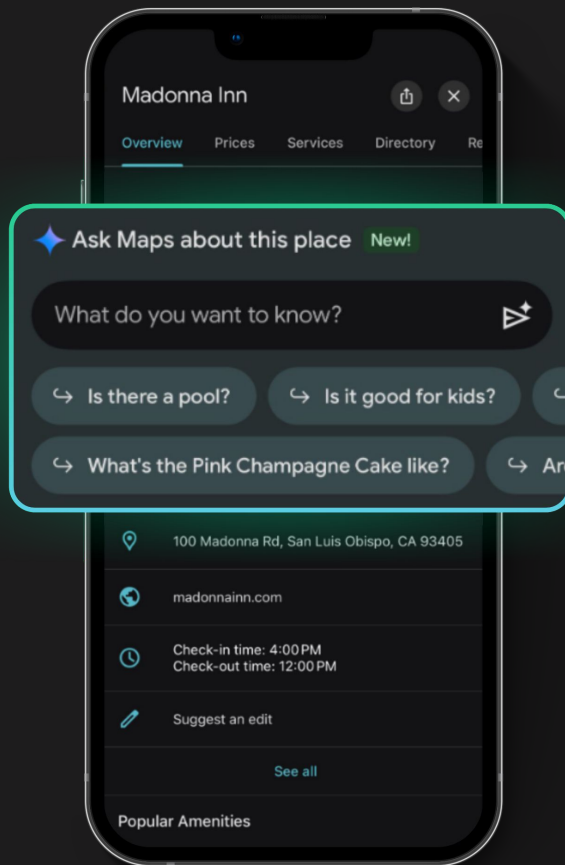 Madonna Inn
Overview Prices Services Directory Re
Ask Maps about this place New!
What do you want to know?
Is there a pool? Is it good for kids?
What's the Pink Champagne Cake like? Are
100 Madonna Rd, San Luis Obispo, CA 93405
madonnainn.com
Check-in time: 4:00 PM
Check-out time: 12:00 PM
Suggest an edit
See all
Popular Amenities